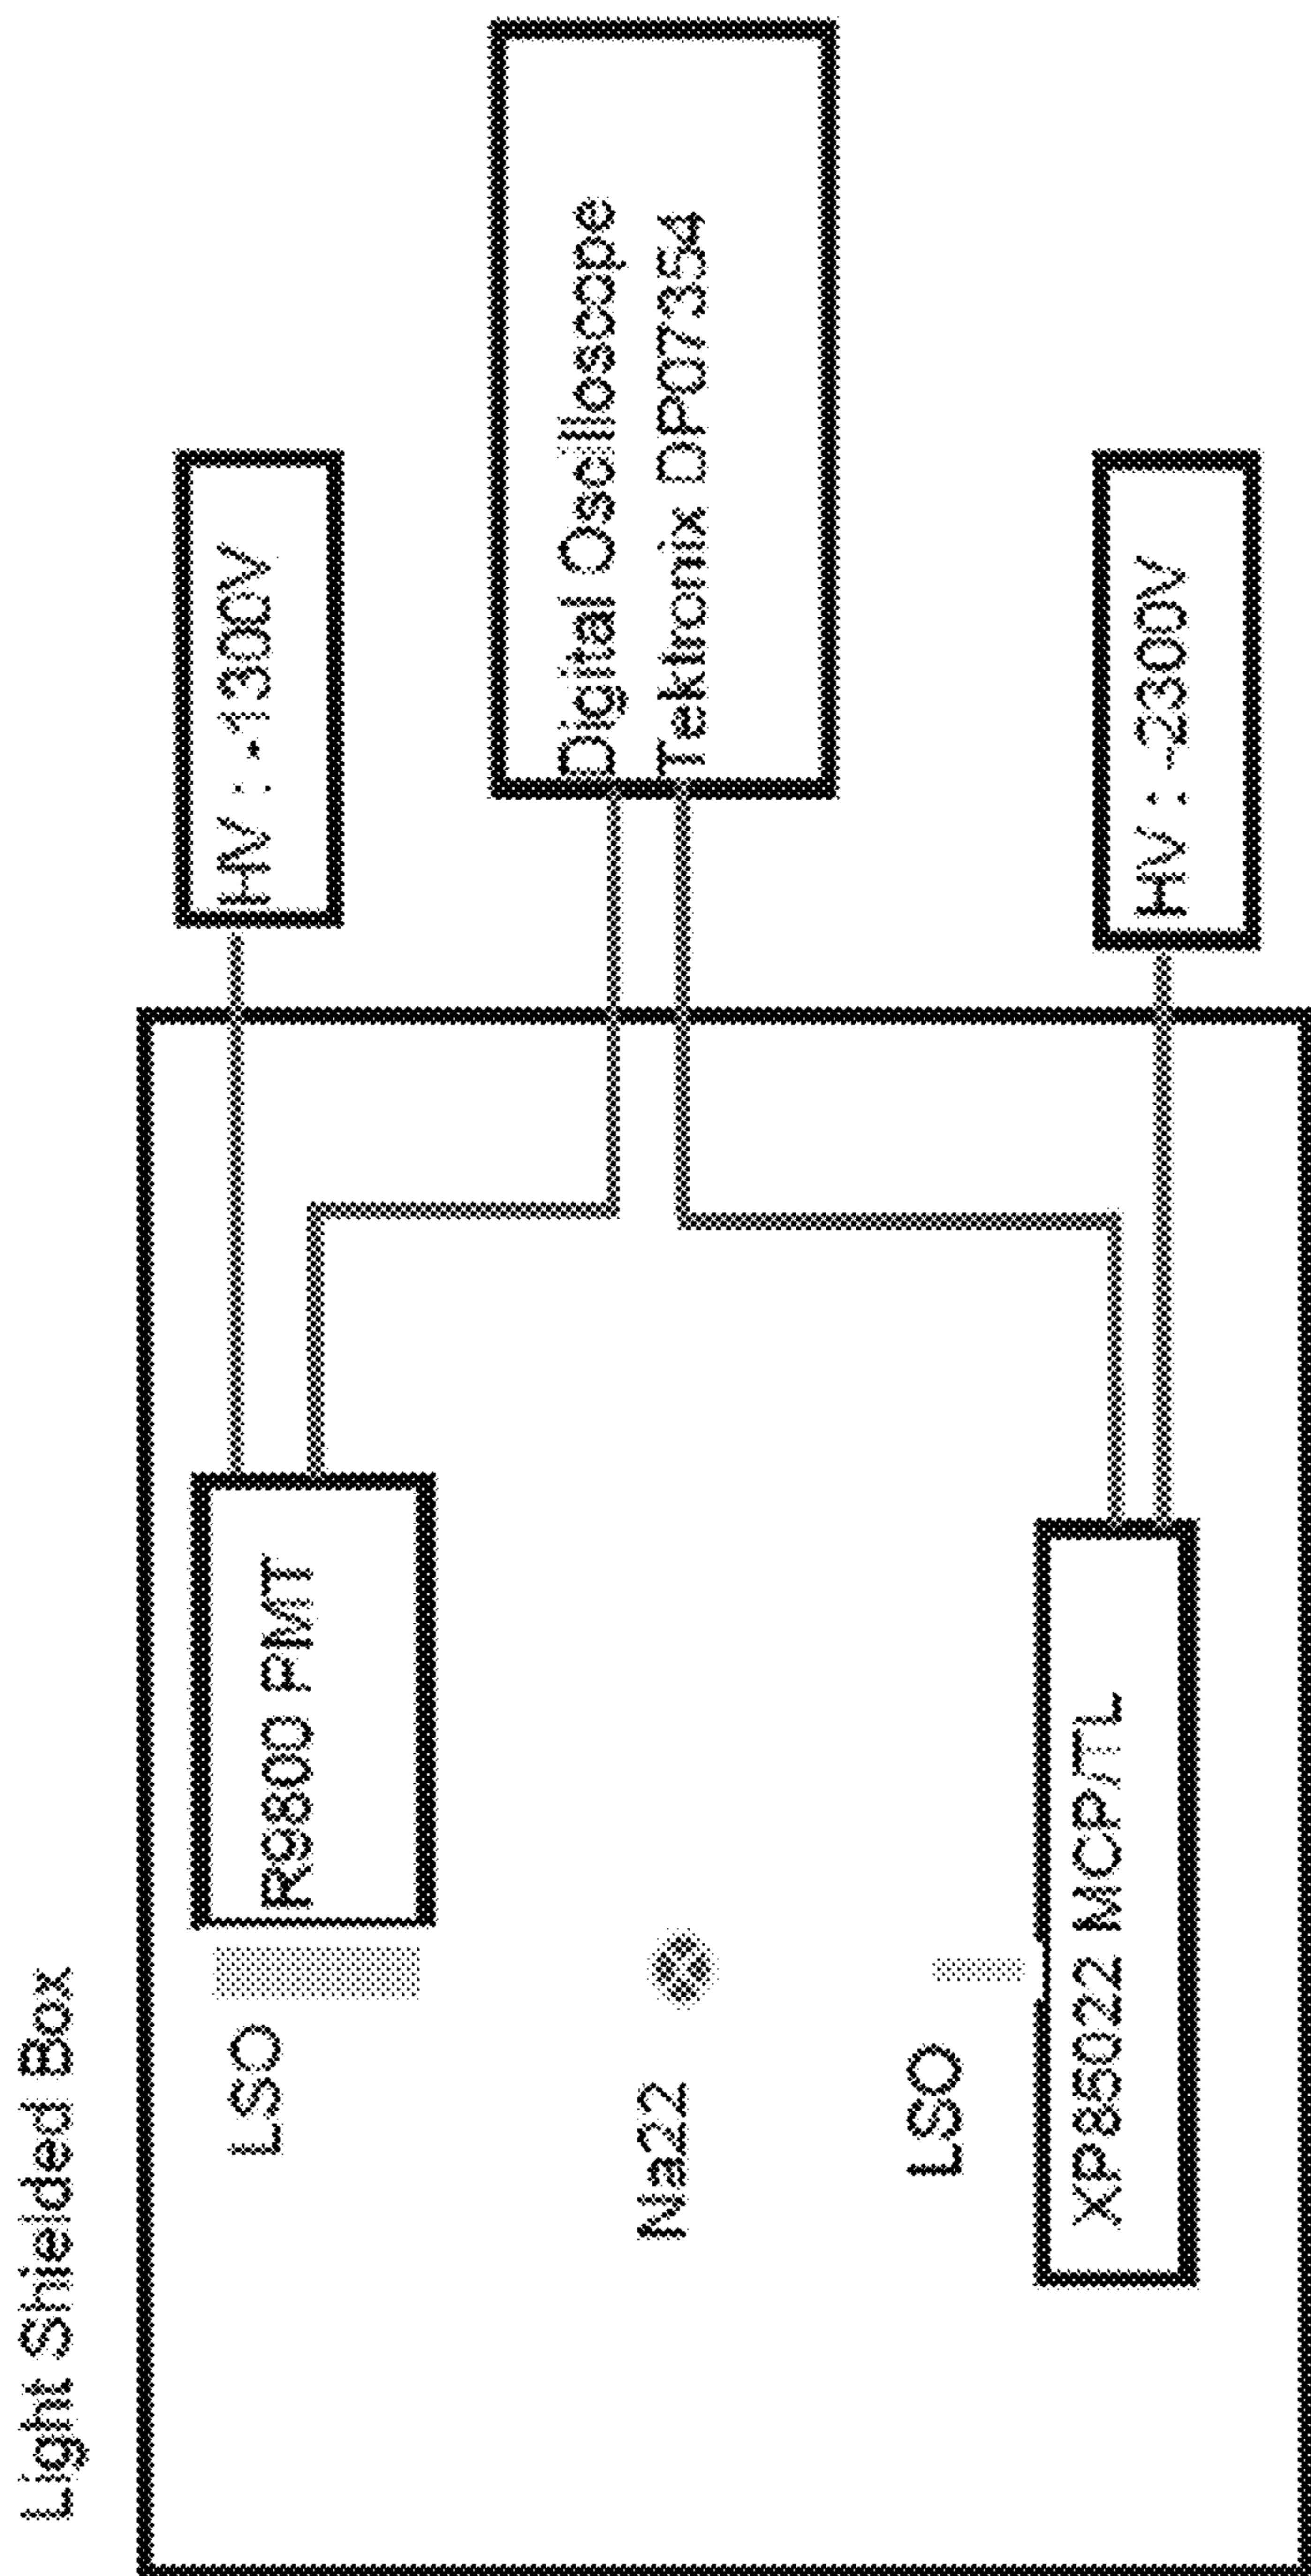 Light Shielded Box
HV : -1300V
R9800 PMT
LSO
Digital Oscilloscope
Tektronix DPO7354
Na22
LSO
XP85022 MCP/TL
HV : -2300V